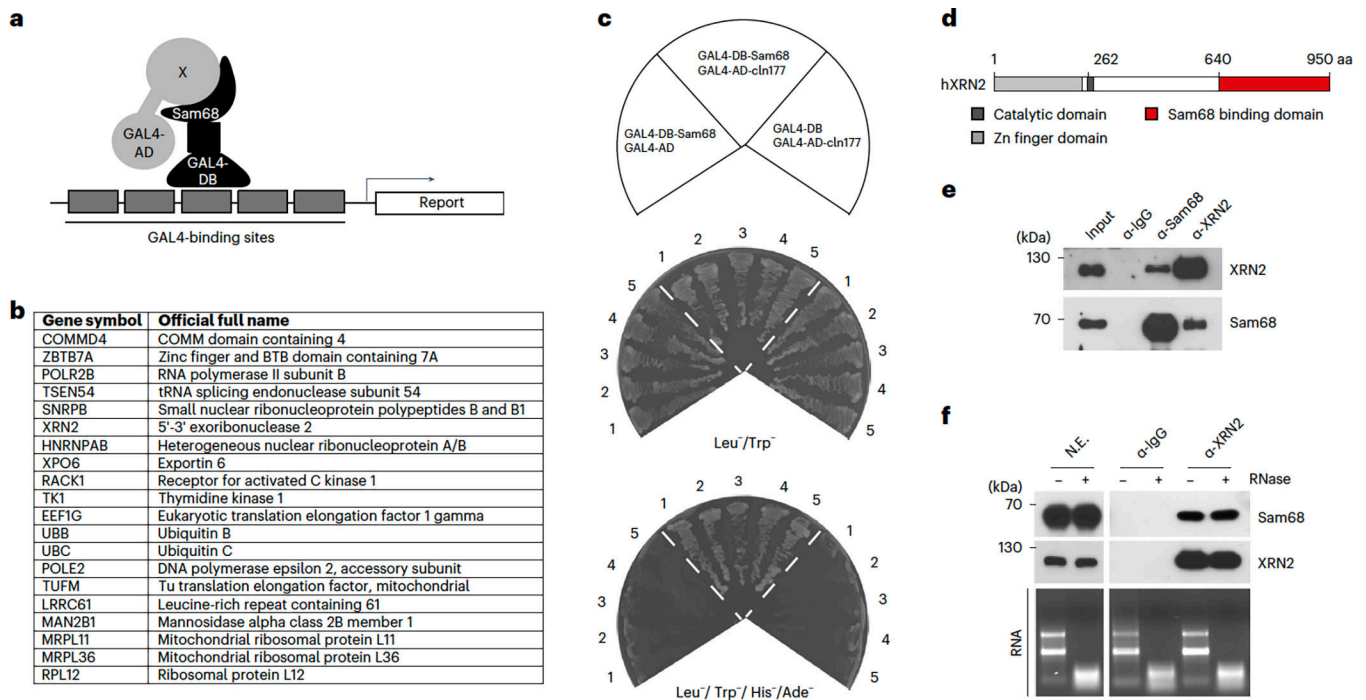 a
X
Sam68
GAL4-
AD
GAL4-
DB
Report
GAL4-binding sites
b
Gene symbol Official full name
COMMD4 COMM domain containing 4
ZBTB7A Zinc finger and BTB domain containing 7A
POLR2B RNA polymerase II subunit B
TSEN54 tRNA splicing endonuclease subunit 54
SNRPB Small nuclear ribonucleoprotein polypeptides B and B1
XRN2 5'-3' exoribonuclease 2
HNRNPAB Heterogeneous nuclear ribonucleoprotein A/B
XPO6 Exportin 6
RACK1 Receptor for activated C kinase 1
TK1 Thymidine kinase 1
EEF1G Eukaryotic translation elongation factor 1 gamma
UBB Ubiquitin B
UBC Ubiquitin C
POLE2 DNA polymerase epsilon 2, accessory subunit
TUFM Tu translation elongation factor, mitochondrial
LRRC61 Leucine-rich repeat containing 61
MAN2B1 Mannosidase alpha class 2B member 1
MRPL11 Mitochondrial ribosomal protein L11
MRPL36 Mitochondrial ribosomal protein L36
RPL12 Ribosomal protein L12
c
GAL4-DB-Sam68
GAL4-AD-cln177
GAL4-DB-Sam68
GAL4-AD
GAL4-DB
GAL4-AD-cln177
1 2 3 4 5
1 2 3 4 5
1 2 3 4 5
Leu⁻/Trp⁻
1 2 3 4 5
1 2 3 4 5
1 2 3 4 5
Leu⁻/ Trp⁻/ His⁻/Ade⁻
d
1 262 640 950 aa
hXRN2
Catalytic domain
Sam68 binding domain
Zn finger domain
e
Input α-IgG α-Sam68 α-XRN2
(kDa)
130
XRN2
70
Sam68
f
N.E. α-IgG α-XRN2
– + – + – + RNase
(kDa)
70
Sam68
130
XRN2
RNA